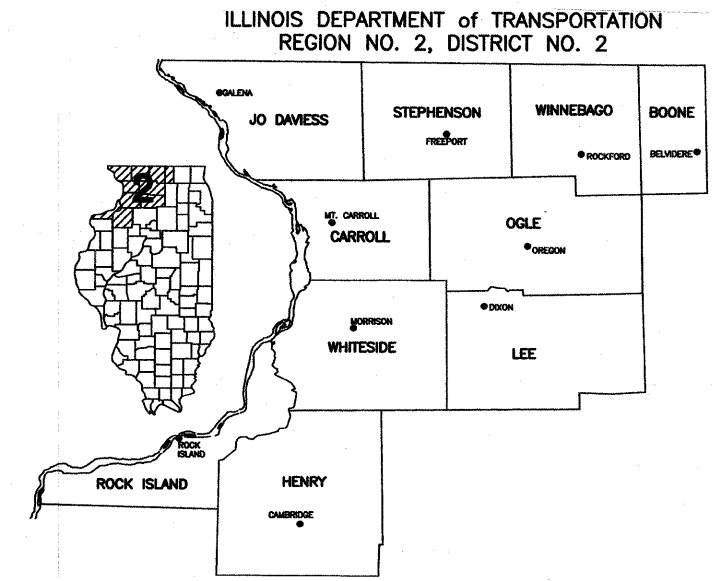 ILLINOIS DEPARTMENT of TRANSPORTATION
REGION NO. 2, DISTRICT NO. 2
GALENA
JO DAVIESS
STEPHENSON
FREEPORT
WINNEBAGO
ROCKFORD
BOONE
BELVIDERE
2
MT. CARROLL
CARROLL
OGLE
OREGON
MORRISON
WHITESIDE
DIXON
LEE
ROCK
ISLAND
ROCK ISLAND
HENRY
CAMBRIDGE